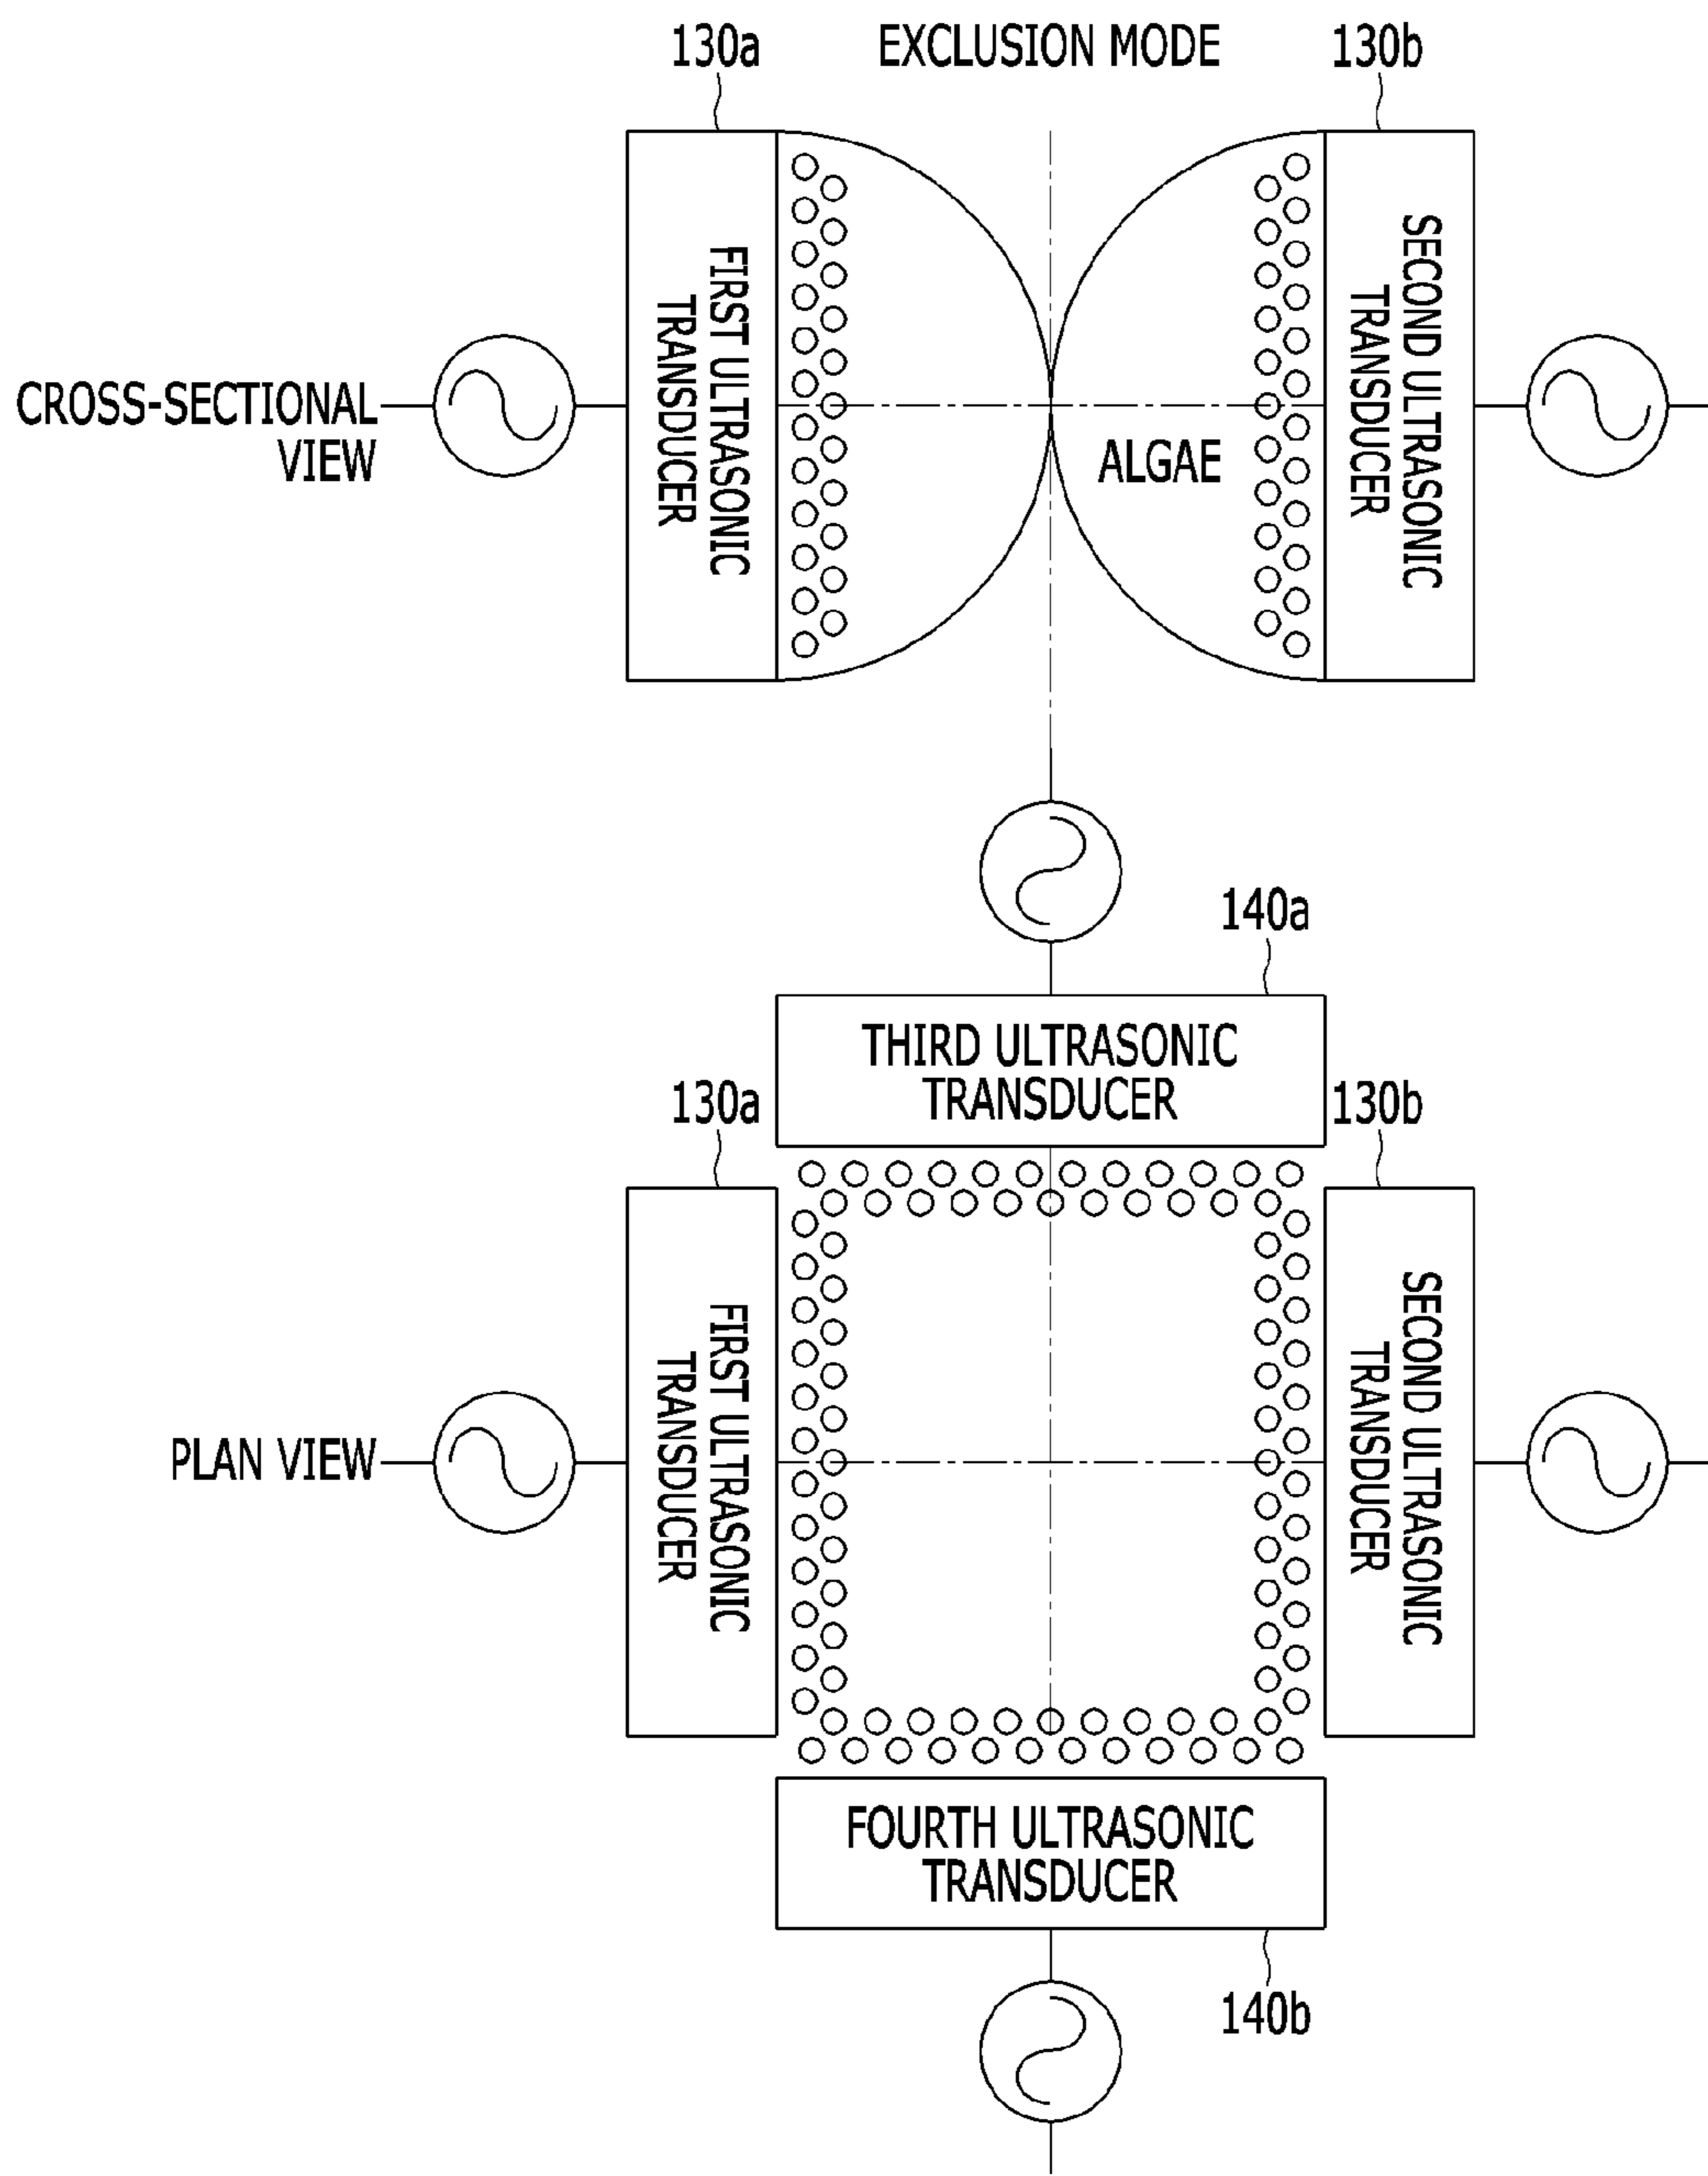 130a
EXCLUSION MODE
130b
FIRST ULTRASONIC
TRANSDUCER
SECOND ULTRASONIC
TRANSDUCER
CROSS-SECTIONAL
VIEW
ALGAE
140a
THIRD ULTRASONIC
TRANSDUCER
130a
130b
FIRST ULTRASONIC
TRANSDUCER
SECOND ULTRASONIC
TRANSDUCER
PLAN VIEW
FOURTH ULTRASONIC
TRANSDUCER
140b